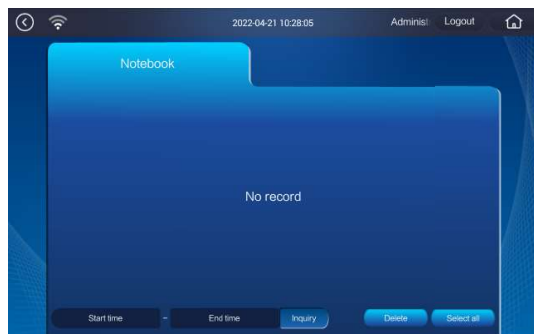 2022-04-21 10:28:05 Administ Logout
Notebook
No record
Start time - End time Inquiry Delete Select all